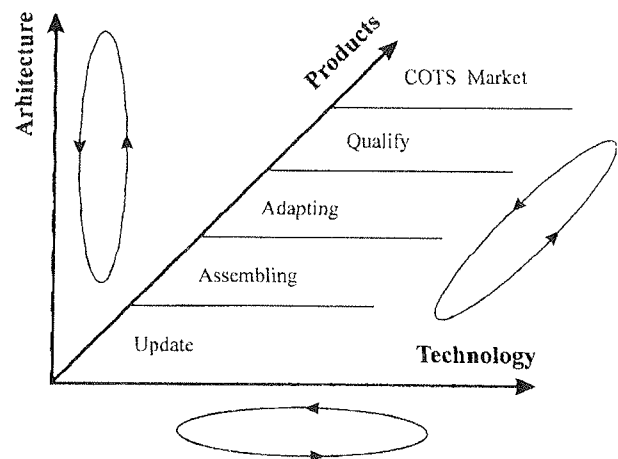 Arhitecture
Products
COTS Market
Qualify
Adapting
Assembling
Update
Technology